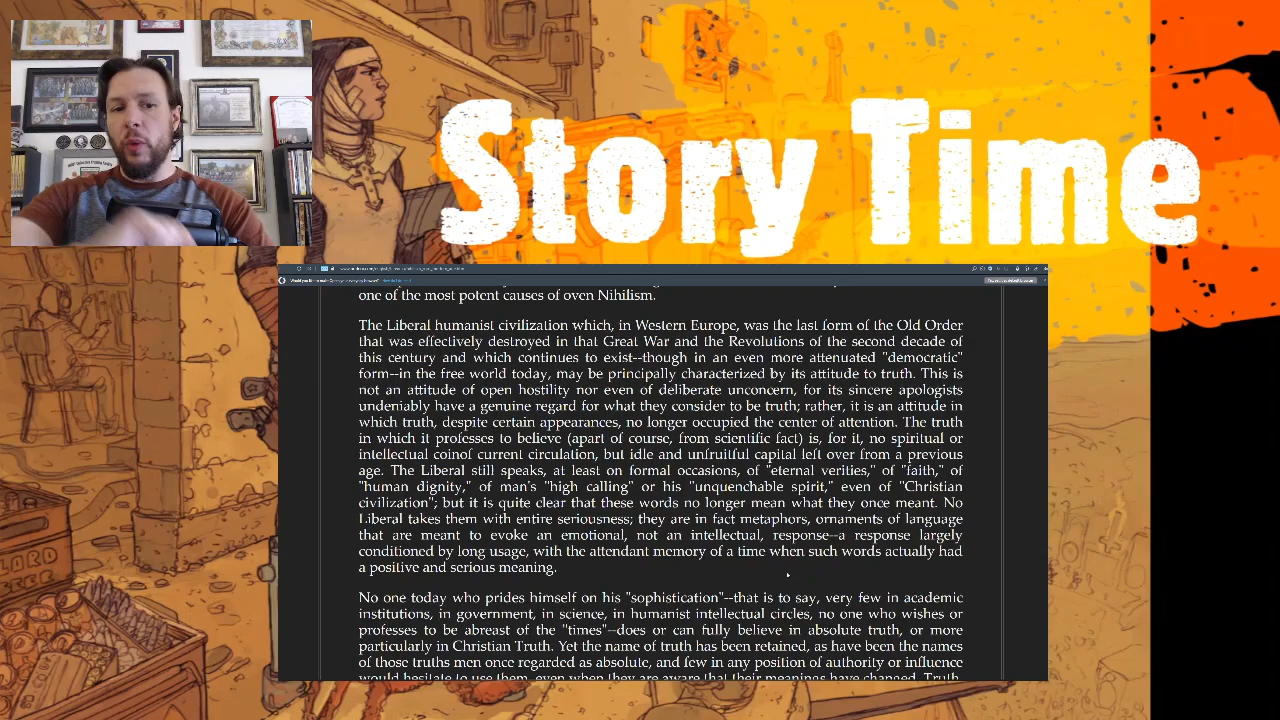 Story Time
one of the most potent causes of oven Nihilism.
The Liberal humanist civilization which, in Western Europe, was the last form of the Old Order
that was effectively destroyed in that Great War and the Revolutions of the second decade of
this century and which continues to exist--though in an even more attenuated "democratic"
form--in the free world today, may be principally characterized by its attitude to truth. This is
not an attitude of open hostility nor even of deliberate unconcern, for its sincere apologists
undeniably have a genuine regard for what they consider to be truth; rather, it is an attitude in
which truth, despite certain appearances, no longer occupied the center of attention. The truth
in which it professes to believe (apart of course, from scientific fact) is, for it, no spiritual or
intellectual coinof current circulation, but idle and unfruitful capital left over from a previous
age. The Liberal still speaks, at least on formal occasions, of "eternal verities," of "faith," of
"human dignity," of man's "high calling" or his "unquenchable spirit," even of "Christian
civilization"; but it is quite clear that these words no longer mean what they once meant. No
Liberal takes them with entire seriousness; they are in fact metaphors, ornaments of language
that are meant to evoke an emotional, not an intellectual, response--a response largely
conditioned by long usage, with the attendant memory of a time when such words actually had
a positive and serious meaning.
No one today who prides himself on his "sophistication"--that is to say, very few in academic
institutions, in government, in science, in humanist intellectual circles, no one who wishes or
professes to be abreast of the "times"--does or can fully believe in absolute truth, or more
particularly in Christian Truth. Yet the name of truth has been retained, as have been the names
of those truths men once regarded as absolute, and few in any position of authority or influence
would hesitate to use them, even when they are aware that their meanings have changed. Truth,